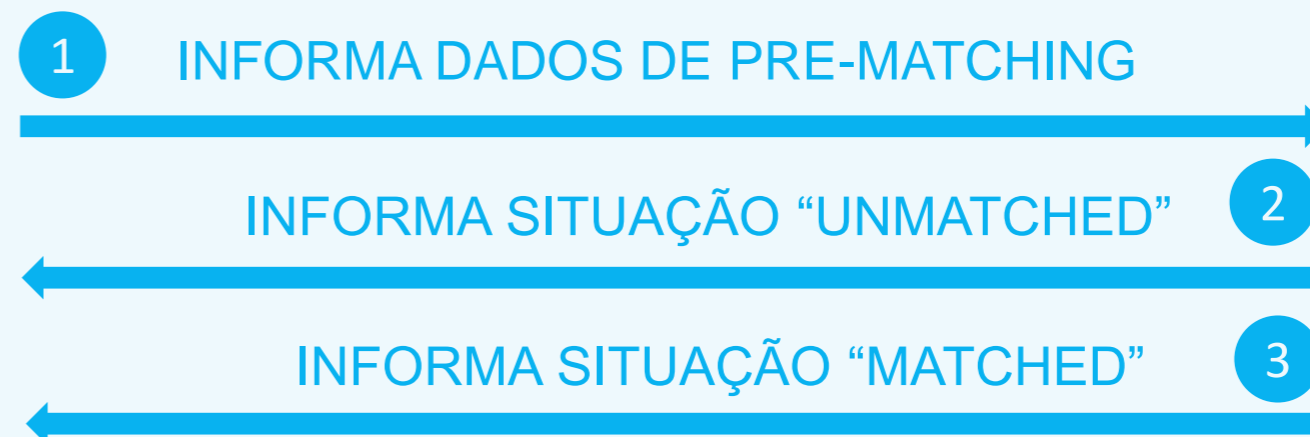 1 INFORMA DADOS DE PRE-MATCHING
INFORMA SITUAÇÃO “UNMATCHED” 2
INFORMA SITUAÇÃO “MATCHED” 3